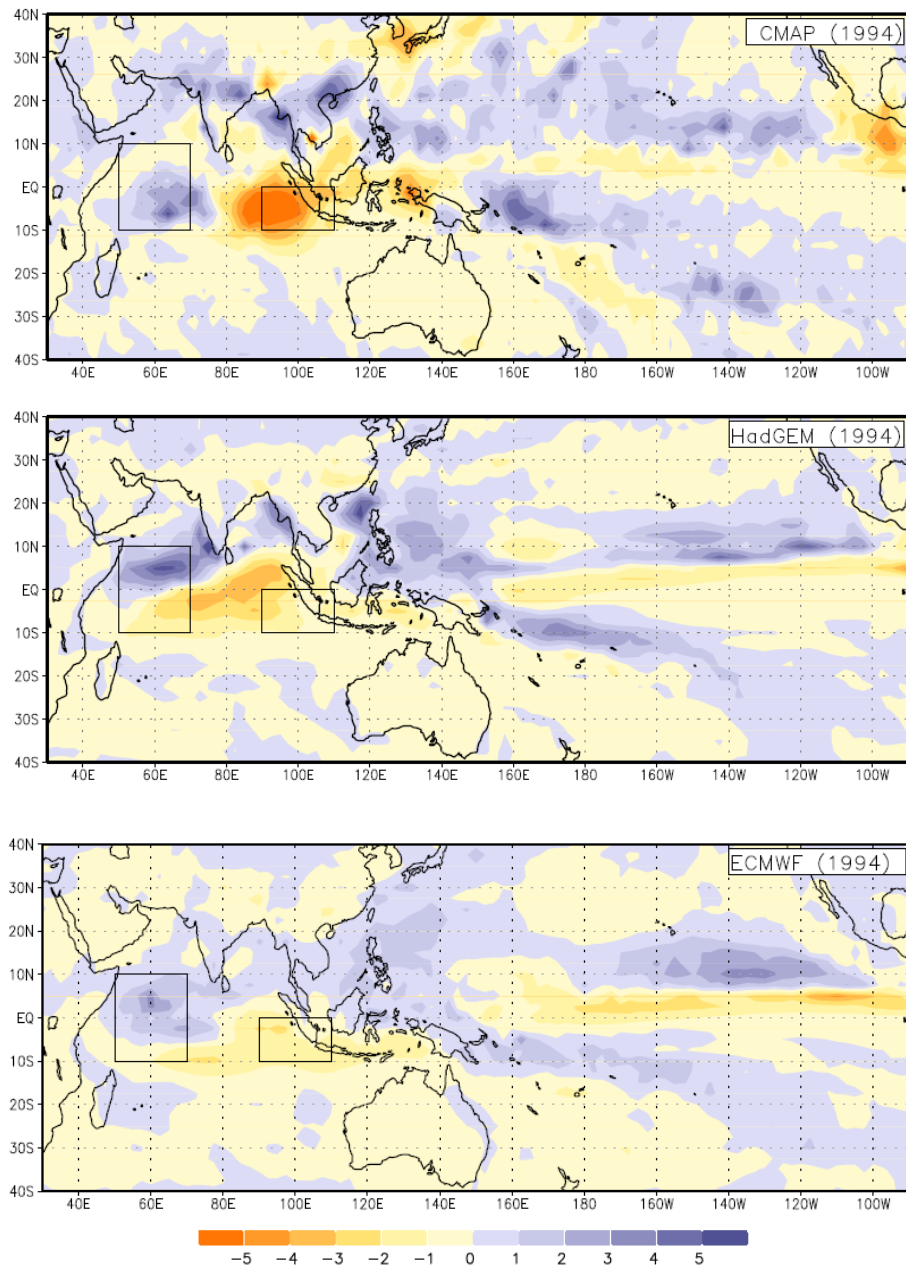 CMAP (1994)
40N
30N
20N
10N
EQ
10S
20S
30S
40S
40E 60E 80E 100E 120E 140E 160E 180 160W 140W 120W 100W
HadGEM (1994)
40N
30N
20N
10N
EQ
10S
20S
30S
40S
40E 60E 80E 100E 120E 140E 160E 180 160W 140W 120W 100W
ECMWF (1994)
40N
30N
20N
10N
EQ
10S
20S
30S
40S
40E 60E 80E 100E 120E 140E 160E 180 160W 140W 120W 100W
-5 -4 -3 -2 -1 0 1 2 3 4 5